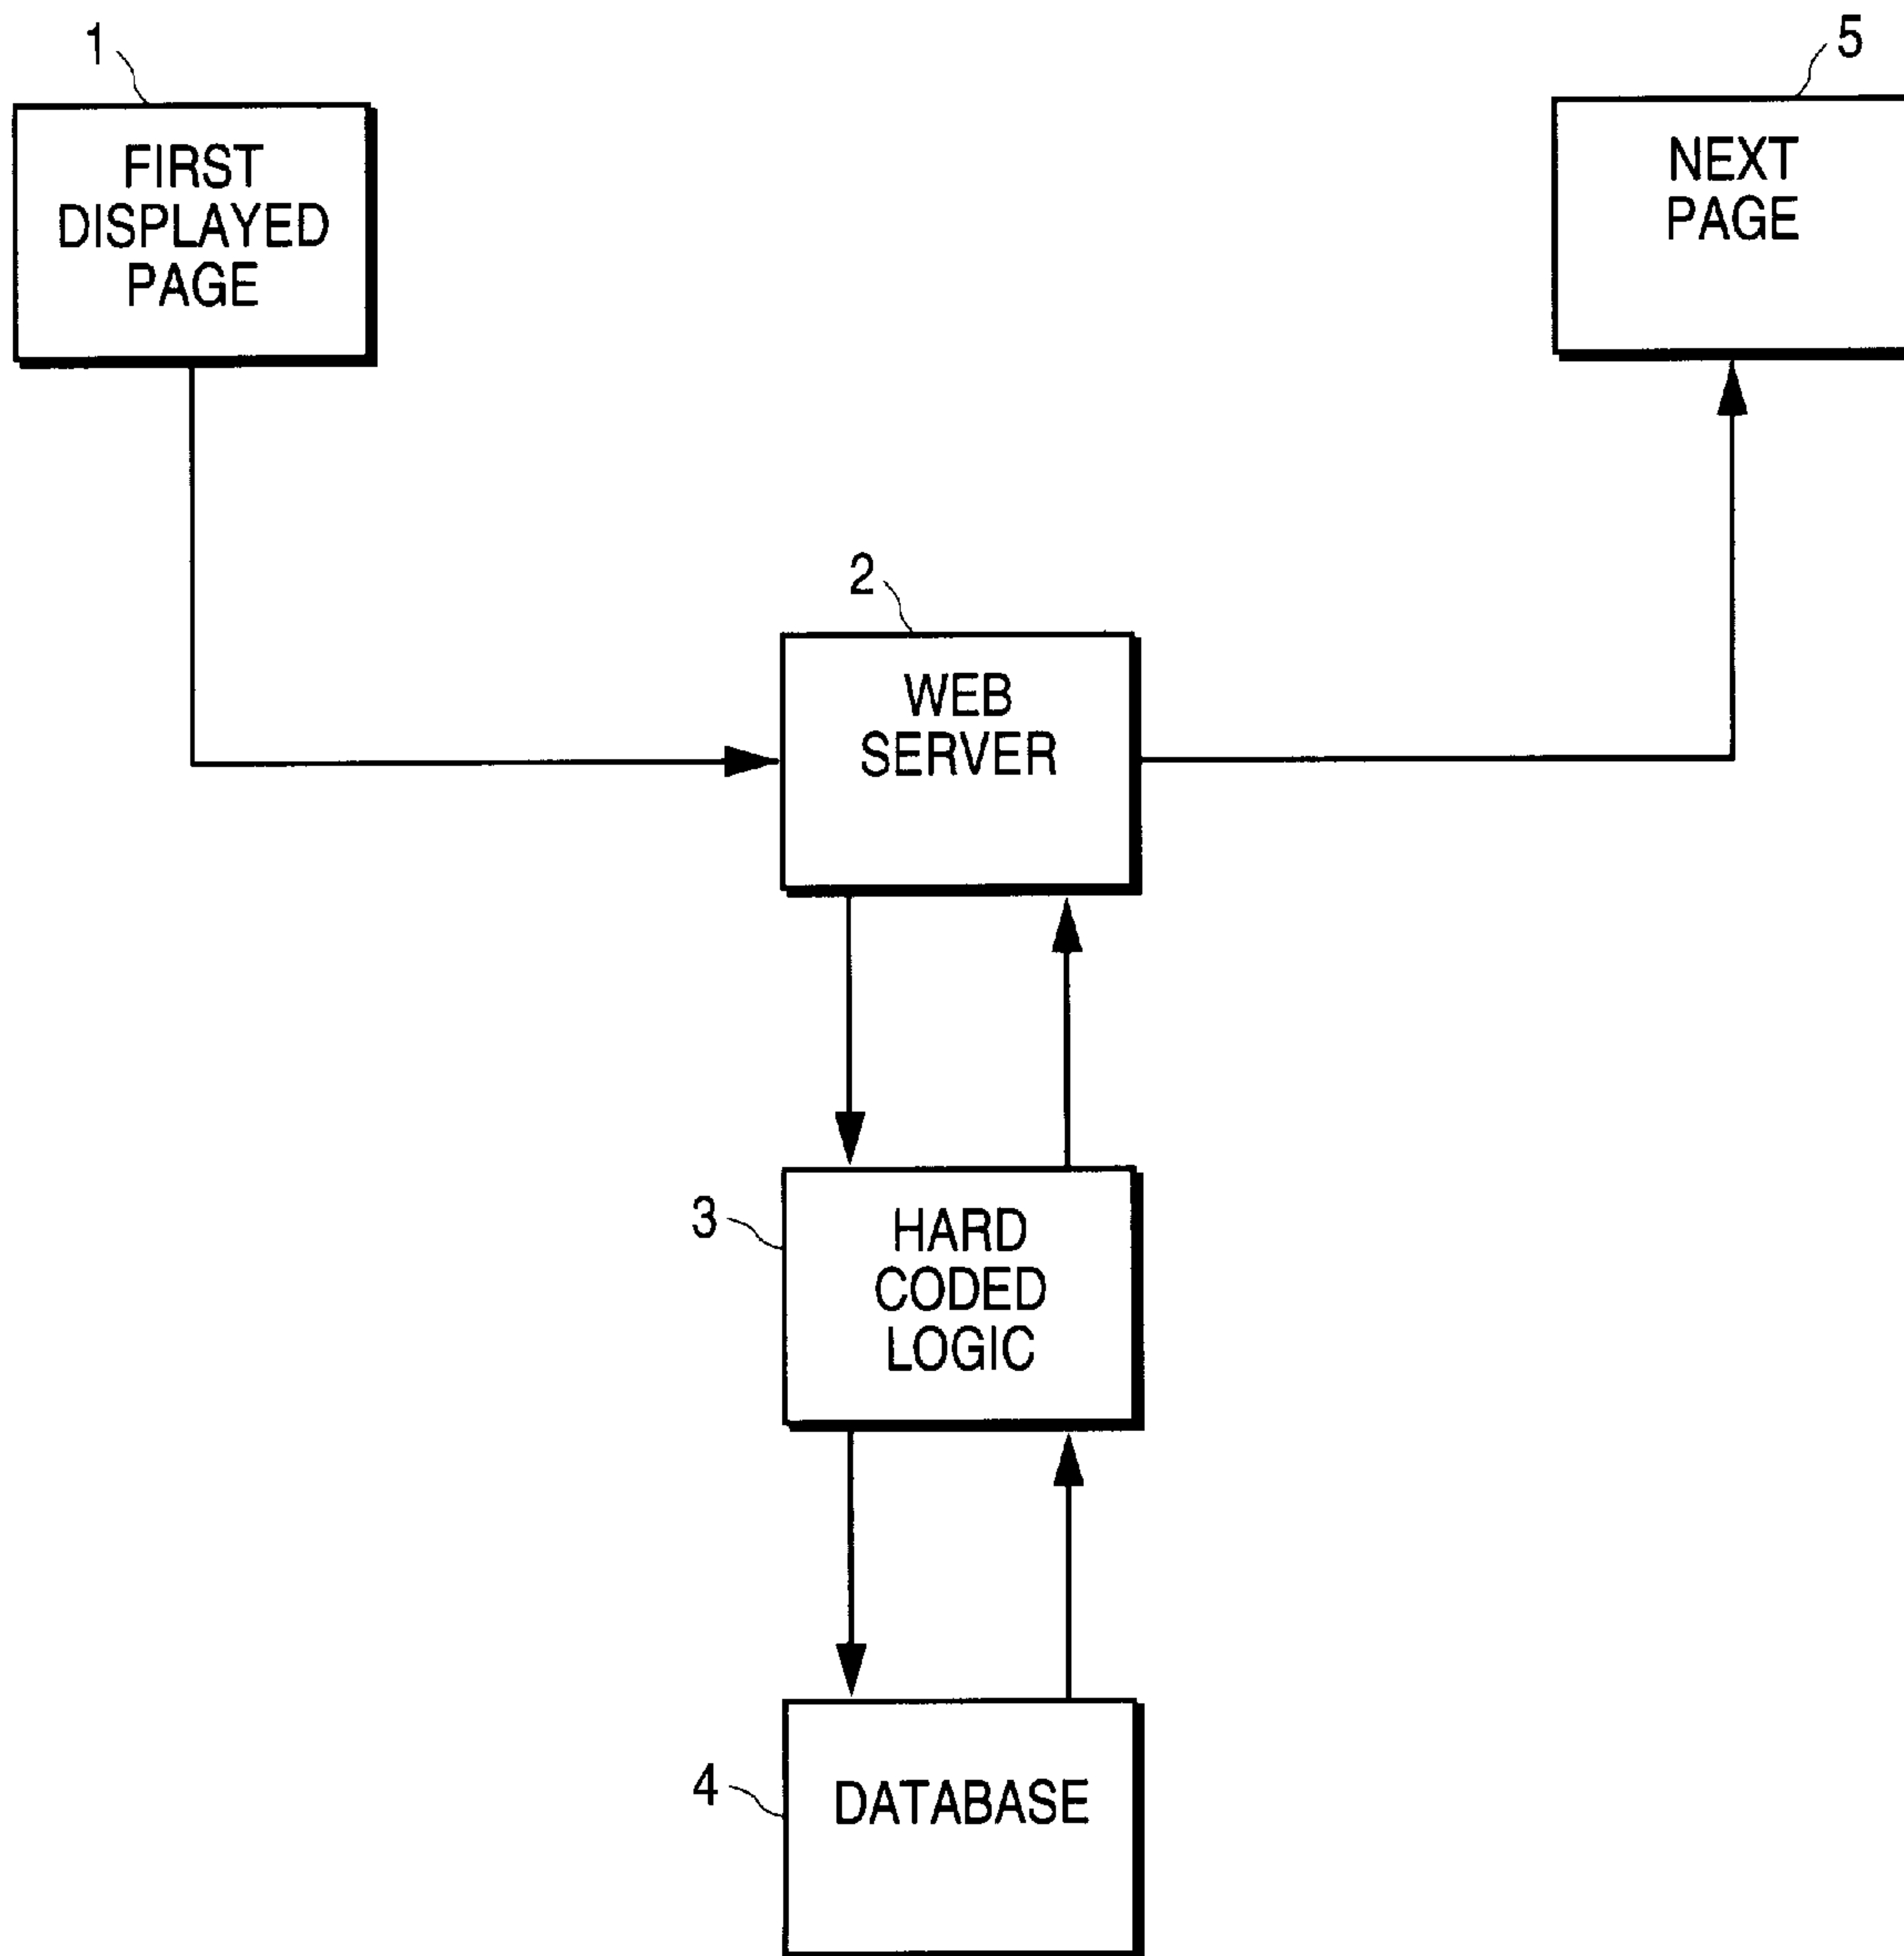 1
5
FIRST
DISPLAYED
PAGE
NEXT
PAGE
2
WEB
SERVER
3
HARD
CODED
LOGIC
4
DATABASE